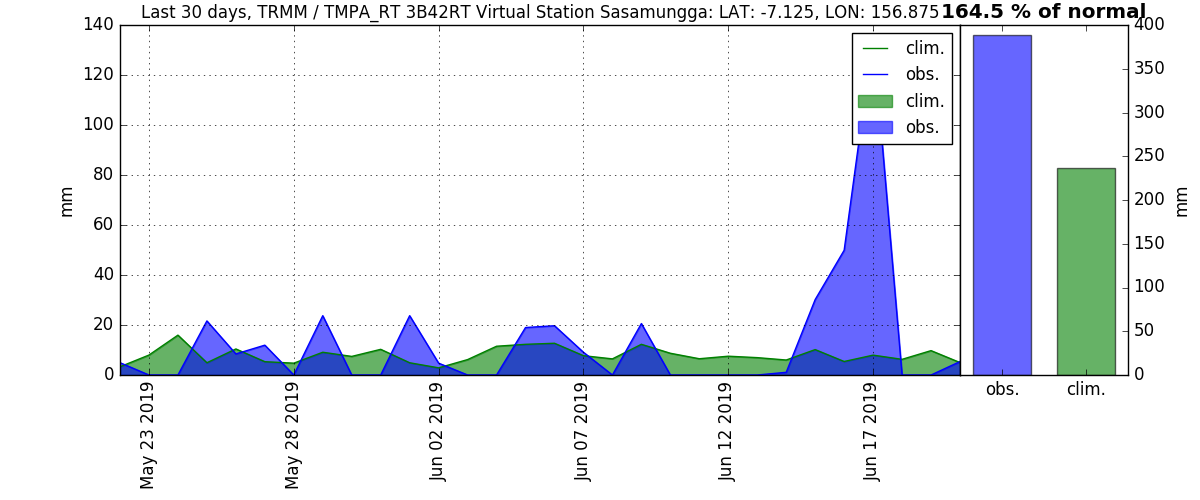 Last 30 days, TRMM / TMPA_RT 3B42RT Virtual Station Sasamungga: LAT: -7.125, LON: 156.875 164.5 % of normal
140
120
100
80
60
40
20
0
mm
clim.
obs.
clim.
obs.
May 23 2019
May 28 2019
Jun 02 2019
Jun 07 2019
Jun 12 2019
Jun 17 2019
400
350
300
250
200
150
100
50
0
mm
obs.
clim.